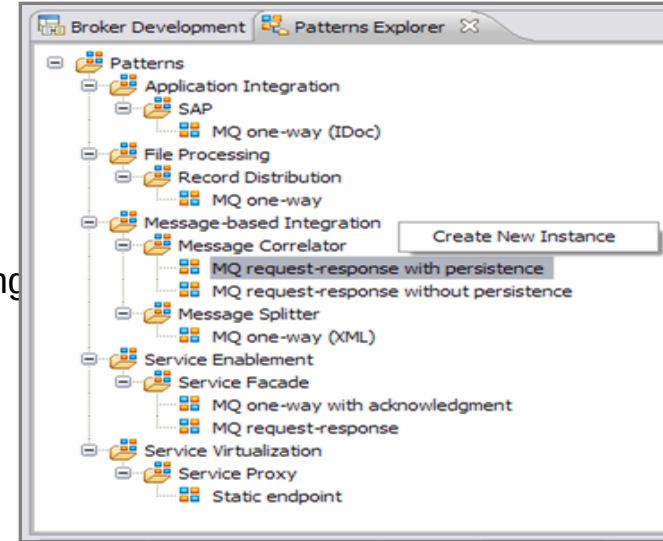 Broker Development Patterns Explorer
Patterns
Application Integration
SAP
MQ one-way (IDoc)
File Processing
Record Distribution
MQ one-way
Message-based Integration
Create New Instance
Message Correlator
MQ request-response with persistence
MQ request-response without persistence
Message Splitter
MQ one-way (XML)
Service Enablement
Service Facade
MQ one-way with acknowledgment
MQ request-response
Service Virtualization
Service Proxy
Static endpoint